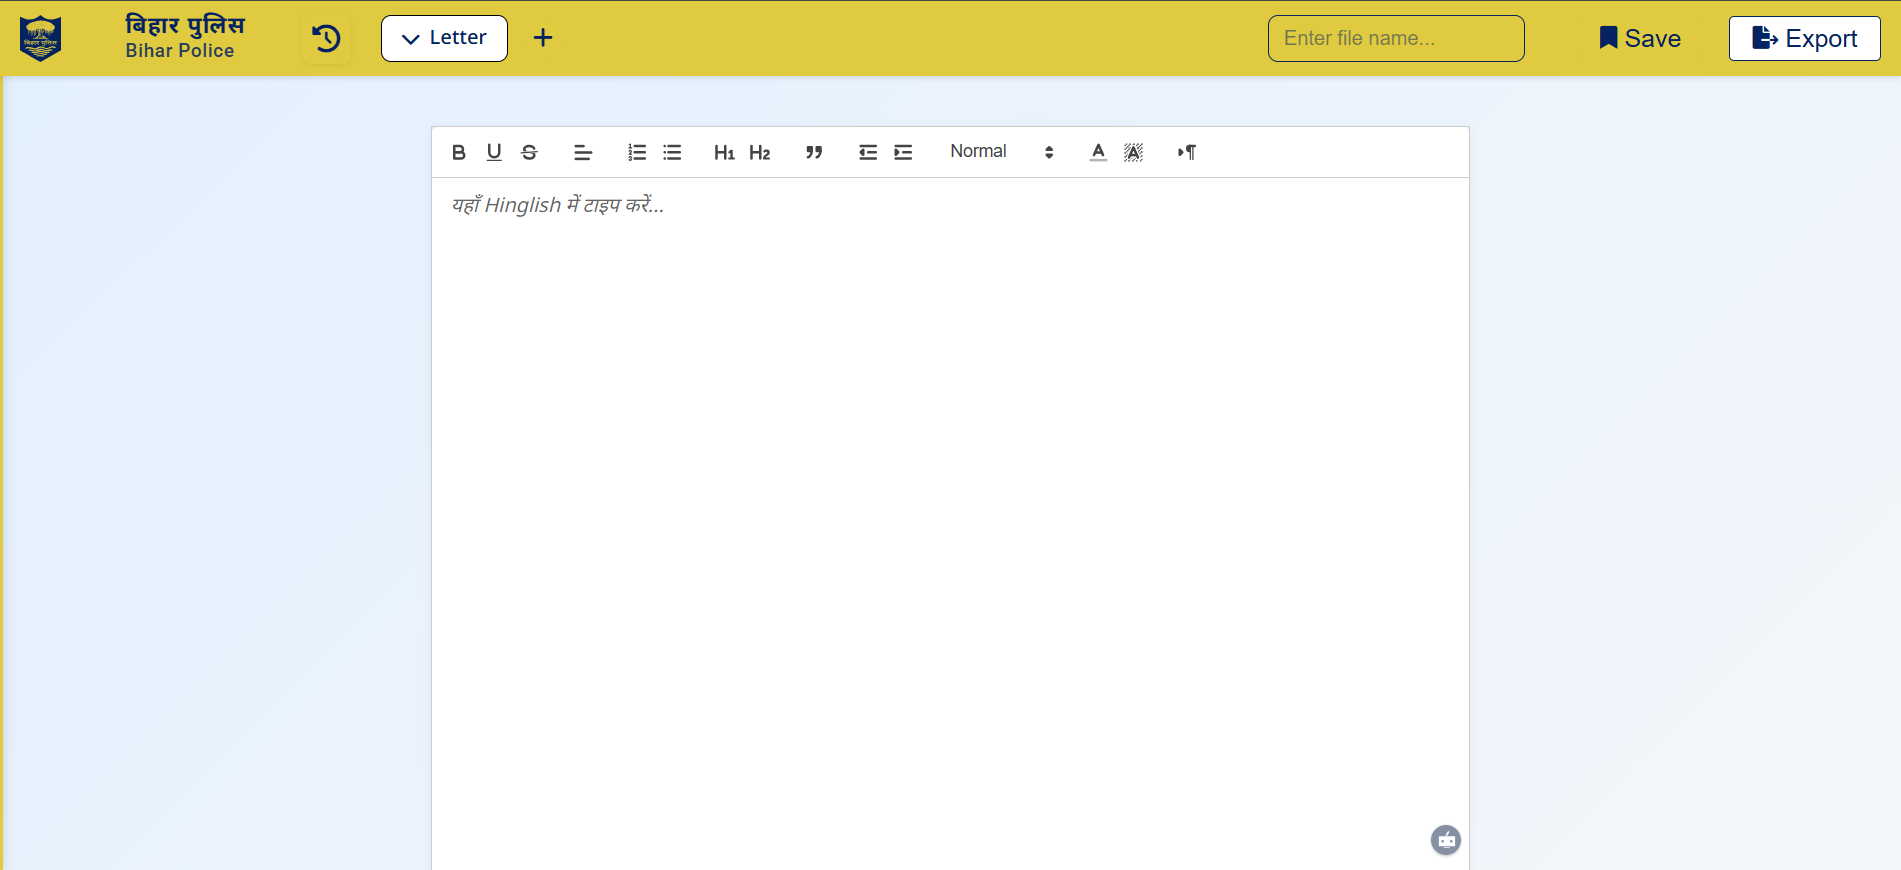 बिहार पुलिस
बिहार पुलिस
Bihar Police
Letter
Enter file name...
Save
Export
B U S H1 H2 Normal A A
यहाँ Hinglish में टाइप करें...